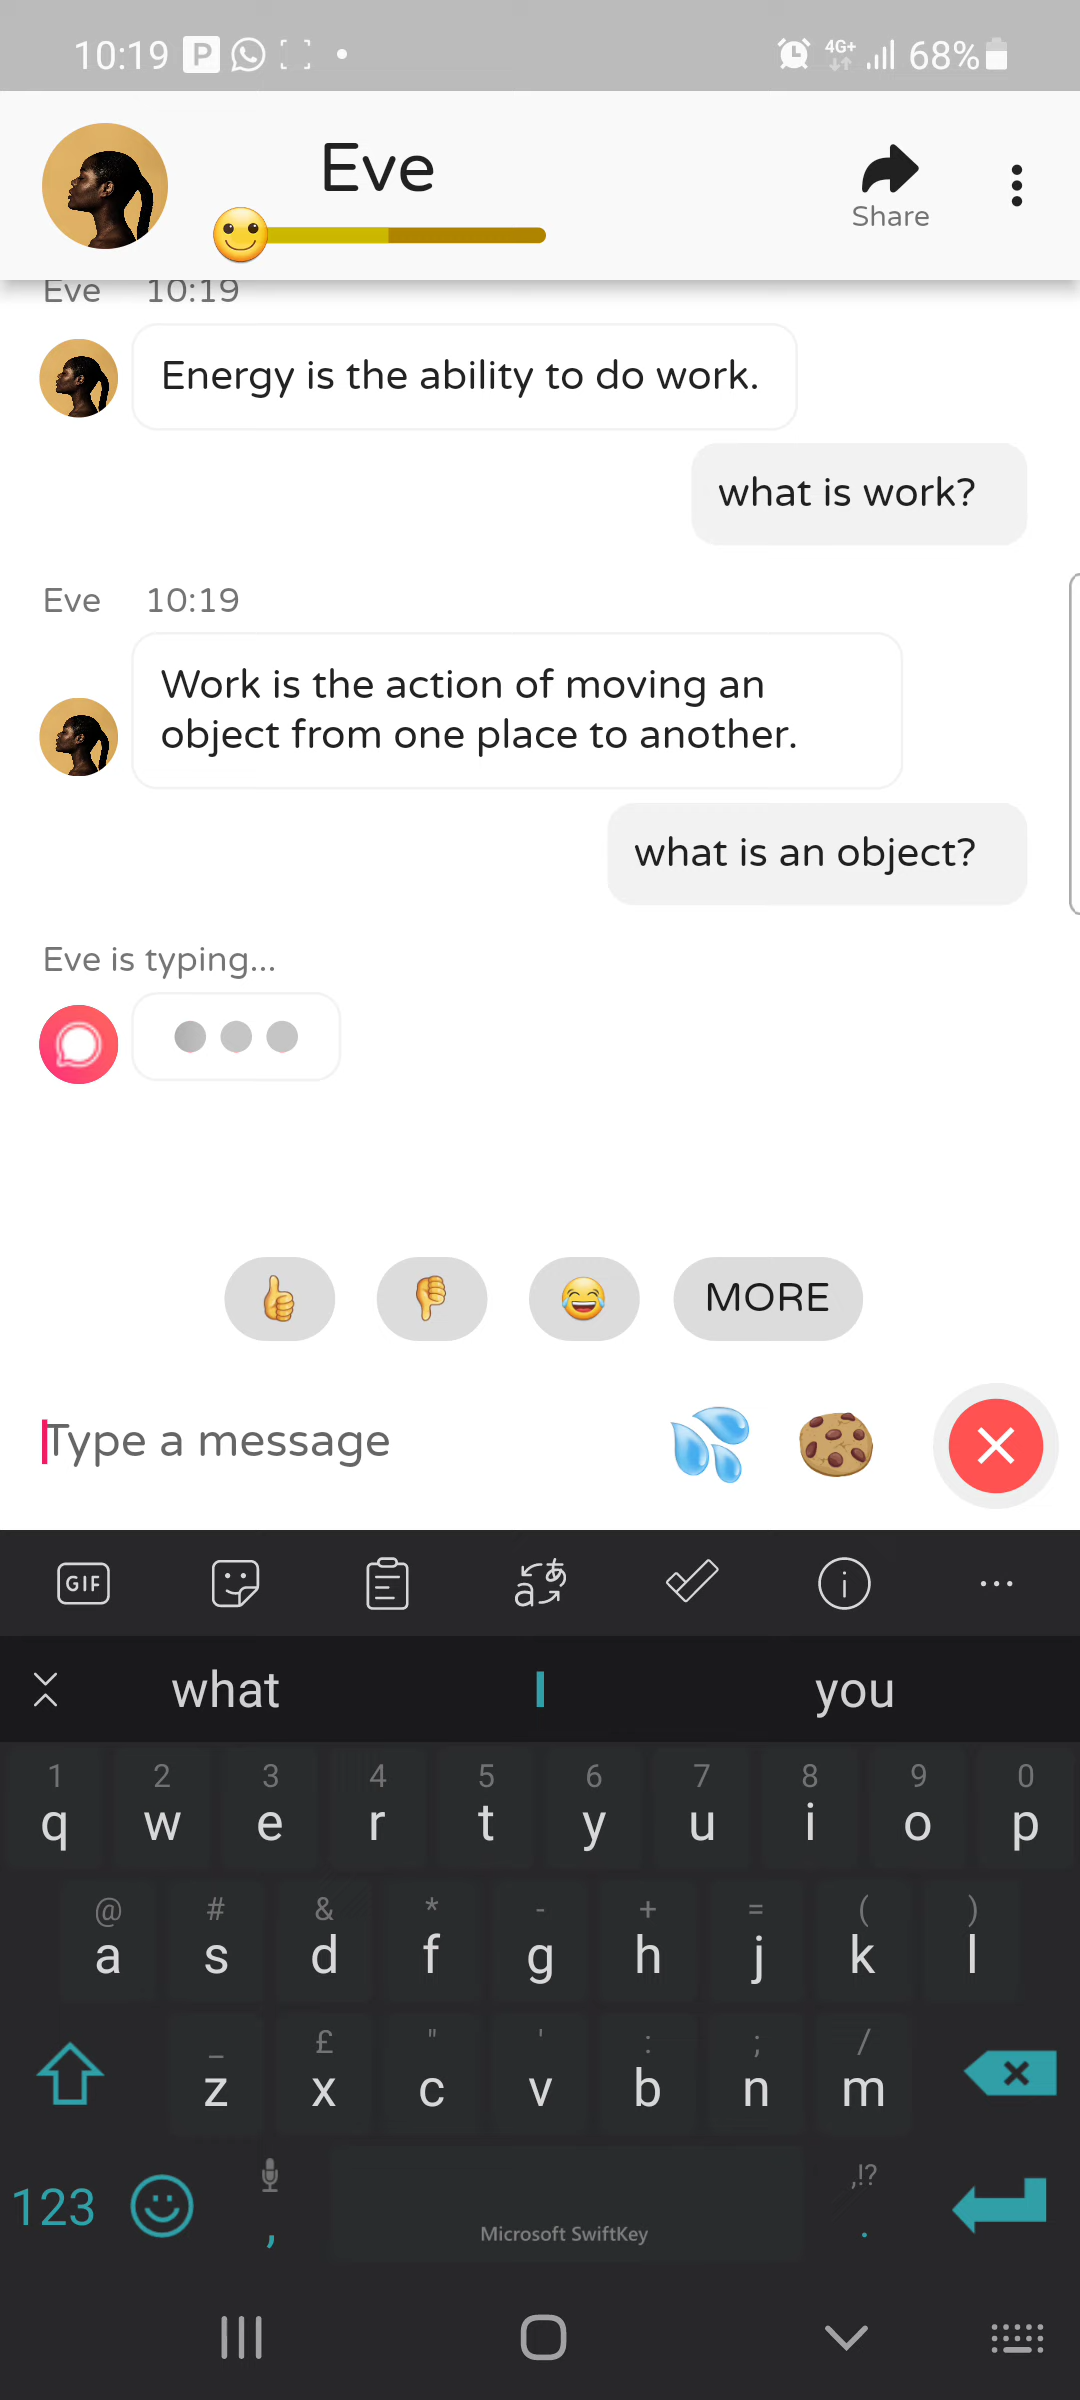 10:19 P 4G+ 68%
Eve
Share
Eve 10:19
Energy is the ability to do work.
what is work?
Eve 10:19
Work is the action of moving an
object from one place to another.
what is an object?
Eve is typing...
MORE
Type a message
GIF
aあ
what I you
1 2 3 4 5 6 7 8 9 0
q w e r t y u i o p
@ # & * - + = ( )
a s d f g h j k l
_ £ " ' : ; /
z x c v b n m
123 , ,!? .
Microsoft SwiftKey